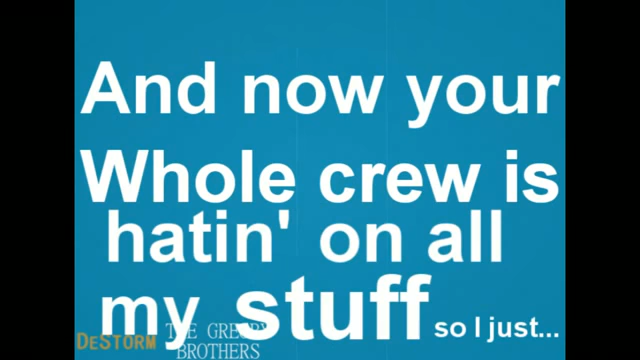 And now your
Whole crew is
hatin' on all
my stuff so I just...
DeStorm THE GREGORY
BROTHERS